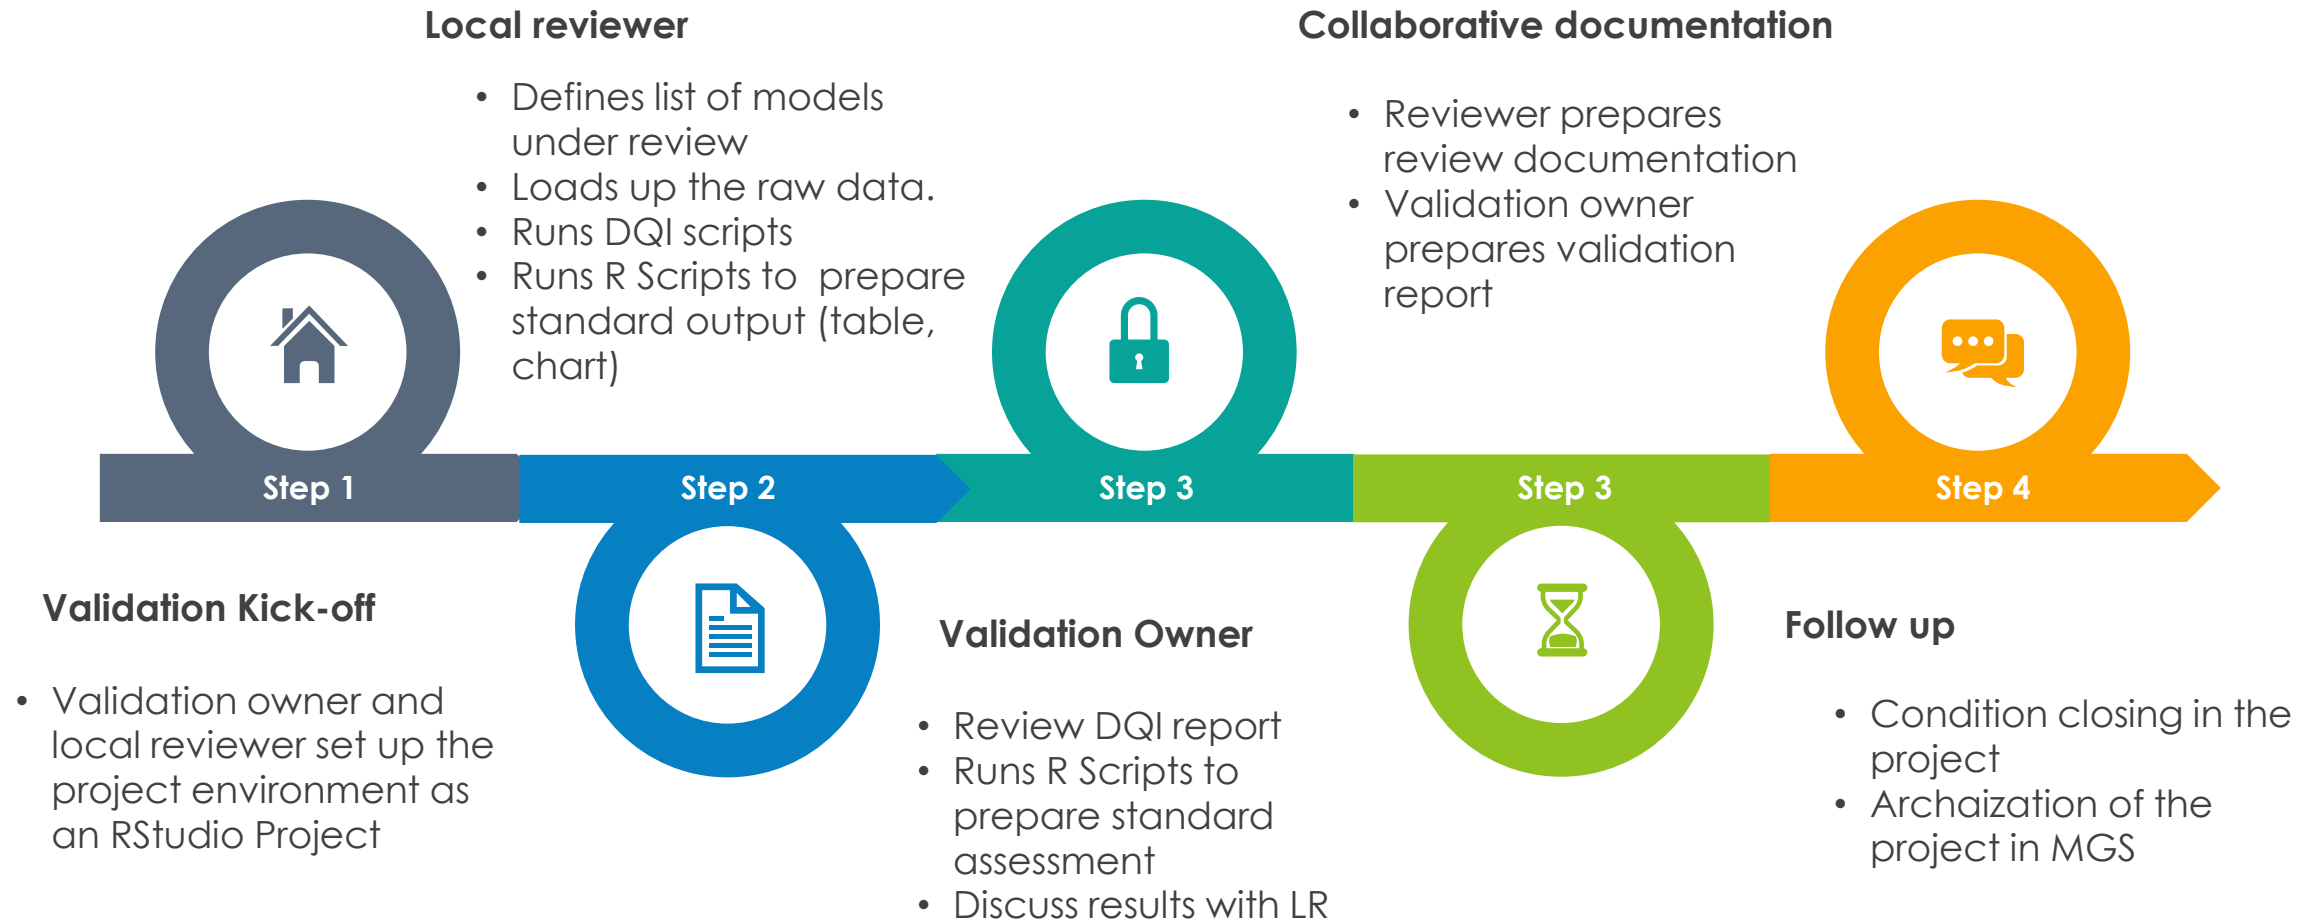 Local reviewer
• Defines list of models
under review
• Loads up the raw data.
• Runs DQI scripts
• Runs R Scripts to prepare
standard output (table,
chart)
Collaborative documentation
• Reviewer prepares
review documentation
• Validation owner
prepares validation
report
Step 1
Step 2
Step 3
Step 3
Step 4
Validation Kick-off
• Validation owner and
local reviewer set up the
project environment as
an RStudio Project
Validation Owner
• Review DQI report
• Runs R Scripts to
prepare standard
assessment
• Discuss results with LR
Follow up
• Condition closing in the
project
• Archaization of the
project in MGS